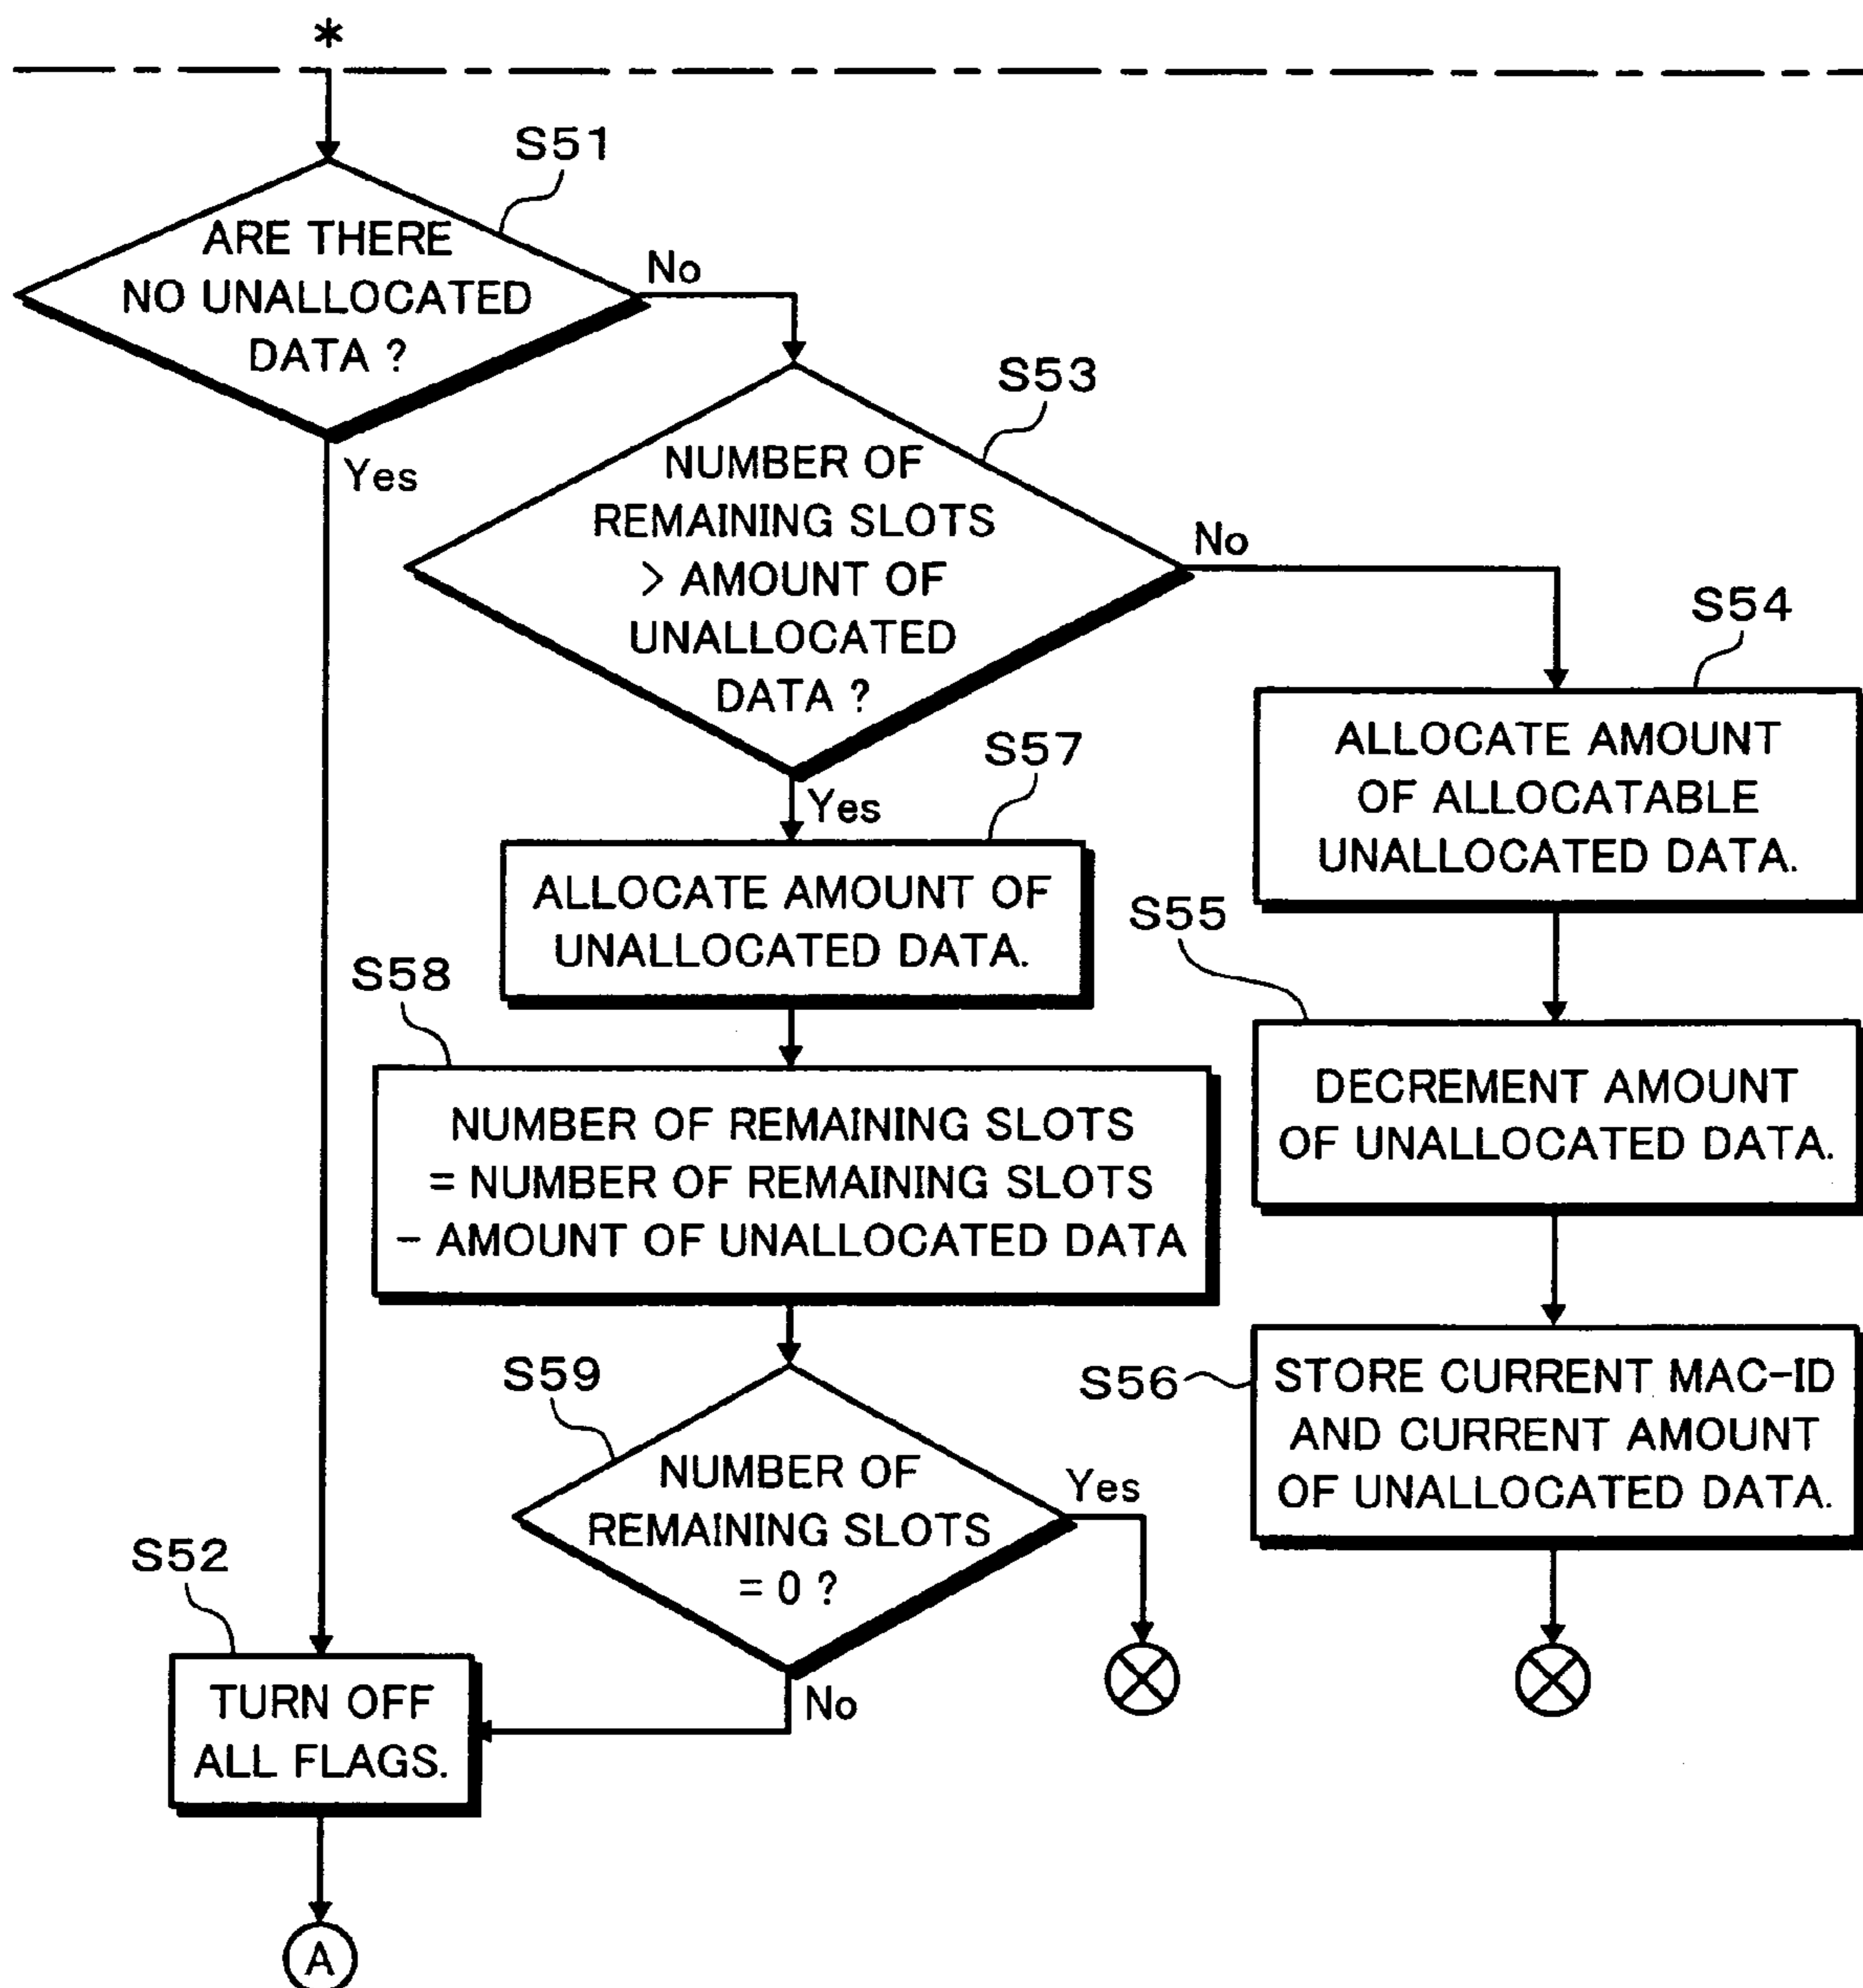 *
S51
ARE THERE
NO UNALLOCATED
DATA ?
No
Yes
S53
NUMBER OF
REMAINING SLOTS
> AMOUNT OF
UNALLOCATED
DATA ?
No
Yes
S54
ALLOCATE AMOUNT
OF ALLOCATABLE
UNALLOCATED DATA.
S57
ALLOCATE AMOUNT OF
UNALLOCATED DATA.
S55
DECREMENT AMOUNT
OF UNALLOCATED DATA.
S58
NUMBER OF REMAINING SLOTS
= NUMBER OF REMAINING SLOTS
- AMOUNT OF UNALLOCATED DATA
S56
STORE CURRENT MAC-ID
AND CURRENT AMOUNT
OF UNALLOCATED DATA.
S59
NUMBER OF
REMAINING SLOTS
= 0 ?
Yes
No
S52
TURN OFF
ALL FLAGS.
A